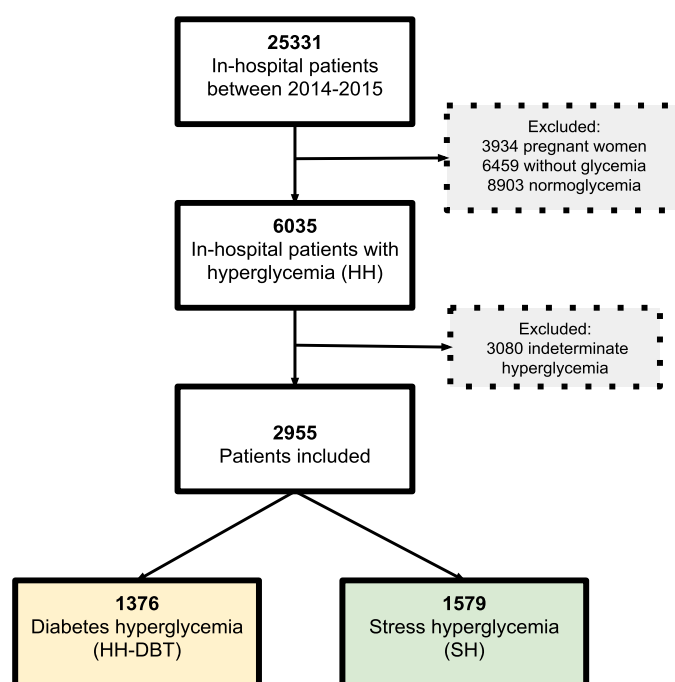 25331
In-hospital patients
between 2014-2015
Excluded:
3934 pregnant women
6459 without glycemia
8903 normoglycemia
6035
In-hospital patients with
hyperglycemia (HH)
Excluded:
3080 indeterminate
hyperglycemia
2955
Patients included
1376
Diabetes hyperglycemia
(HH-DBT)
1579
Stress hyperglycemia
(SH)